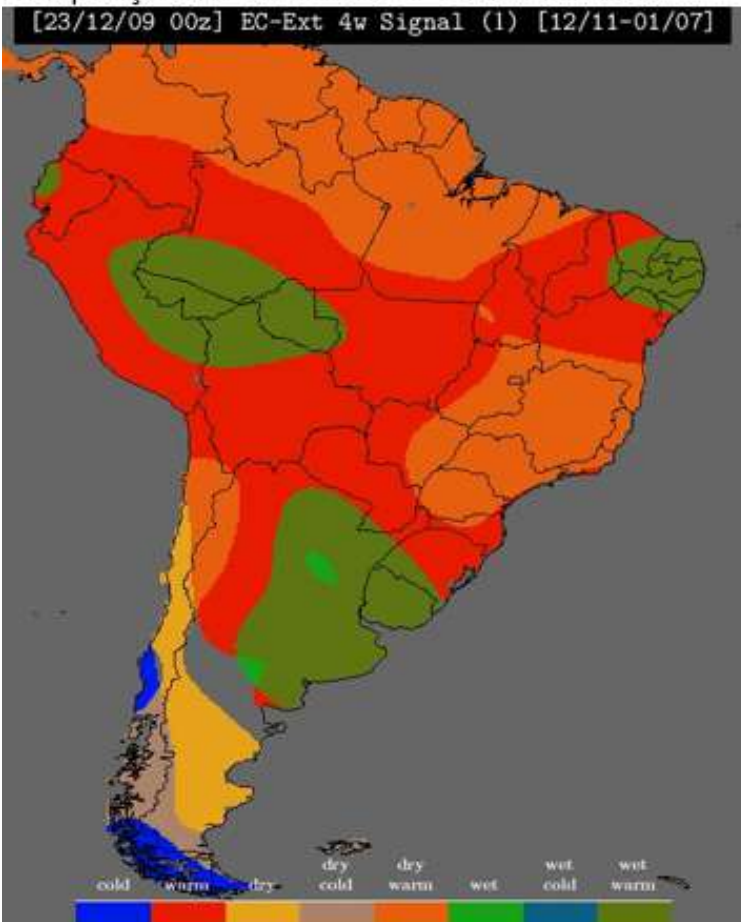 [23/12/09 00z] EC-Ext 4w Signal (l) [12/11-01/07]
cold warm dry dry cold dry warm wet wet cold wet warm